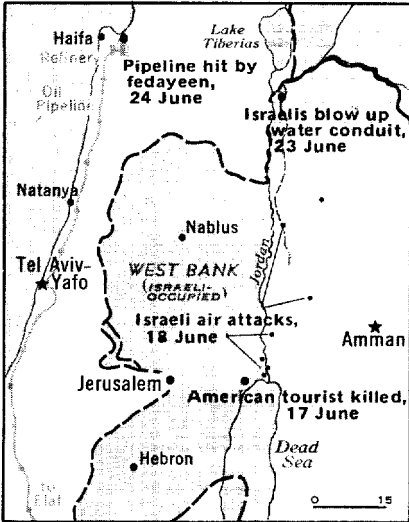 Lake
Tiberias
Haifa
Refinery
Pipeline hit by
fedayeen,
24 June
Oil
Pipeline
Israelis blow up
water conduit,
23 June
Natanya
Nablus
Tel Aviv-
Yafo
WEST BANK
(ISRAELI-
OCCUPIED)
Jordan
Israeli air attacks,
18 June
Amman
Jerusalem
American tourist killed,
17 June
Hebron
Dead
Sea
to
Elat
0 15